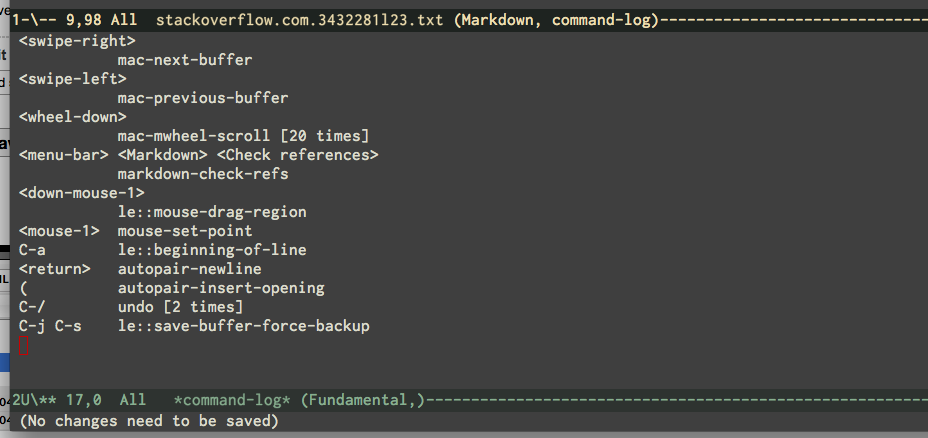 1-\-- 9,98 All  stackoverflow.com.3432281l23.txt (Markdown, command-log)-----------------------------
<swipe-right>
            mac-next-buffer
<swipe-left>
            mac-previous-buffer
<wheel-down>
            mac-mwheel-scroll [20 times]
<menu-bar> <Markdown> <Check references>
            markdown-check-refs
<down-mouse-1>
            le::mouse-drag-region
<mouse-1>  mouse-set-point
C-a         le::beginning-of-line
<return>   autopair-newline
(           autopair-insert-opening
C-/         undo [2 times]
C-j C-s    le::save-buffer-force-backup
2U\** 17,0  All   *command-log* (Fundamental,)-------------------------------------------------------
(No changes need to be saved)